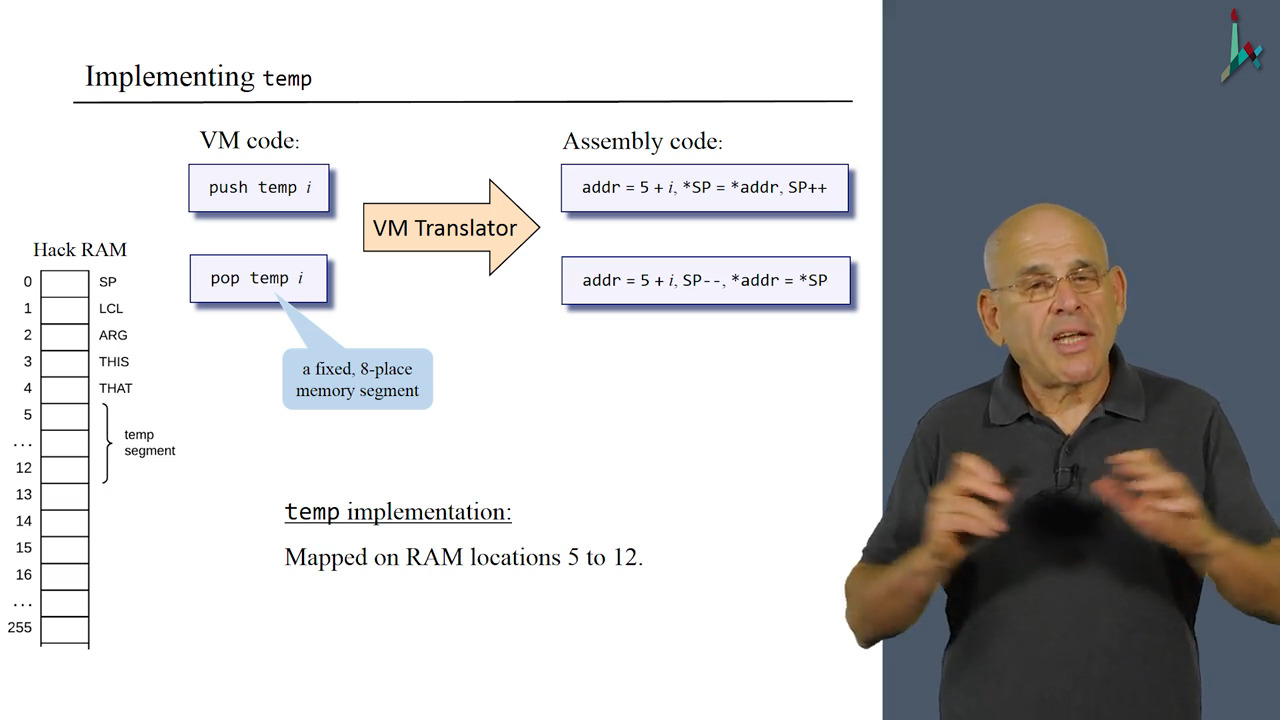 Implementing temp
VM code:
Assembly code:
push temp i
addr = 5 + i, *SP = *addr, SP++
VM Translator
pop temp i
addr = 5 + i, SP--, *addr = *SP
a fixed, 8-place
memory segment
Hack RAM
0 SP
1 LCL
2 ARG
3 THIS
4 THAT
5
...
12
temp
segment
13
14
15
16
...
255
temp implementation:
Mapped on RAM locations 5 to 12.